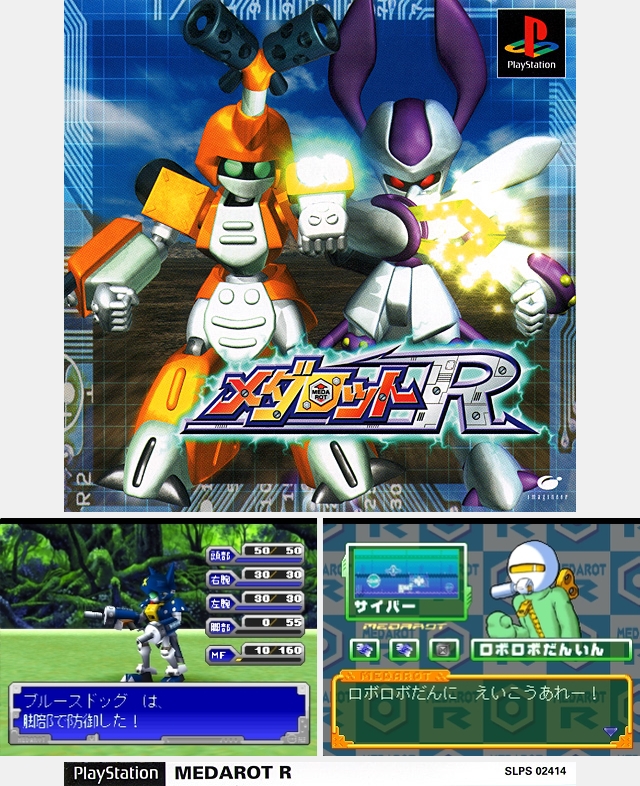 PlayStation
メダロット R
MEDA
ROT
imagineer
R2
頭部 50/ 50
右腕 30/ 30
左腕 30/ 30
脚部 0/ 55
MF 10/160
ブルースドッグ は、
脚部で防御した!
MEDAROT
サイバー
MEDAROT
ロボロボだんいん
MEDAROT
ロボロボだんに えいこうあれー!
PlayStation MEDAROT R SLPS 02414